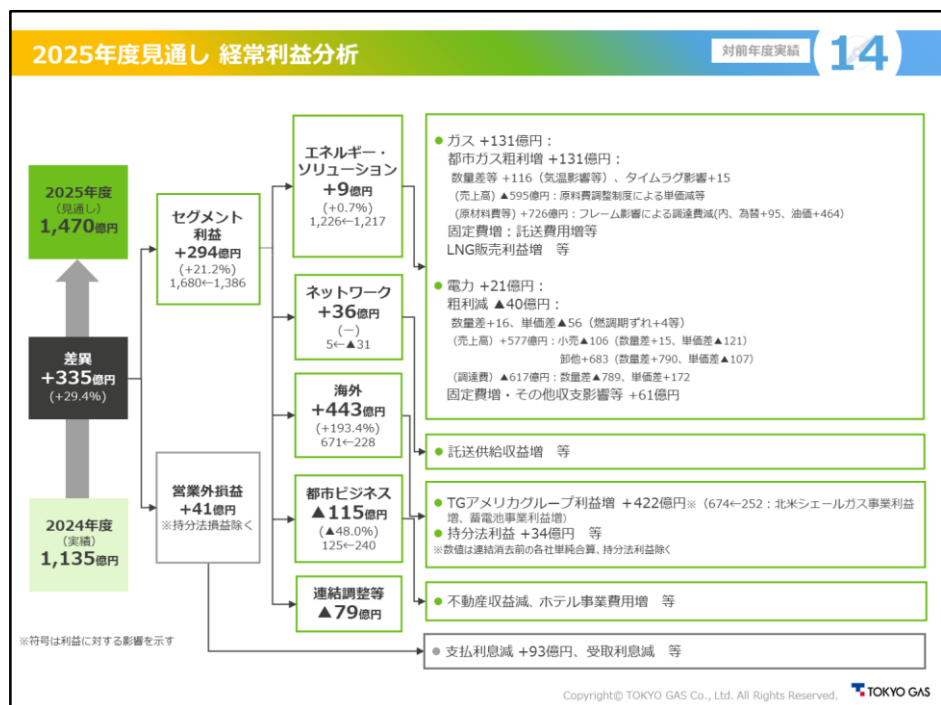 2025年度見通し 経常利益分析
対前年度実績
14
2025年度
(見通し)
1,470億円
差異
+335億円
(+29.4%)
2024年度
(実績)
1,135億円
※符号は利益に対する影響を示す
セグメント
利益
+294億円
(+21.2%)
1,680←1,386
営業外損益
+41億円
※持分法損益除く
エネルギー・
ソリューション
+9億円
(+0.7%)
1,226←1,217
ネットワーク
+36億円
(−)
5←▲31
海外
+443億円
(+193.4%)
671←228
都市ビジネス
▲115億円
(▲48.0%)
125←240
連結調整等
▲79億円
● ガス +131億円：
都市ガス粗利増 +131億円：
数量差等 +116（気温影響等）、タイムラグ影響+15
(売上高) ▲595億円：原料費調整制度による単価減等
(原材料費等) +726億円：フレーム影響による調達費減(内、為替+95、油価+464)
固定費増：託送費用増等
LNG販売利益増 等
● 電力 +21億円：
粗利減 ▲40億円：
数量差+16、単価差▲56（燃調期ずれ+4等）
(売上高) +577億円：小売▲106（数量差+15、単価差▲121）
卸他+683（数量差+790、単価差▲107）
(調達費) ▲617億円：数量差▲789、単価差+172
固定費増・その他収支影響等 +61億円
● 託送供給収益増 等
● TGアメリカグループ利益増 +422億円※（674←252：北米シェールガス事業利益
増、蓄電池事業利益増）
● 持分法利益 +34億円 等
※数値は連結消去前の各社単純合算、持分法利益除く
● 不動産収益減、ホテル事業費用増 等
● 支払利息減 +93億円、受取利息減 等
Copyright© TOKYO GAS Co., Ltd. All Rights Reserved.
TOKYO GAS